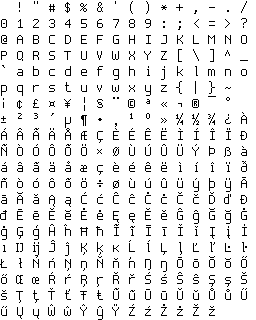 ! " # $ % & ' ( ) * + , - . /
0 1 2 3 4 5 6 7 8 9 : ; < = > ?
@ A B C D E F G H I J K L M N O
P Q R S T U V W X Y Z [ \ ] ^ _
` a b c d e f g h i j k l m n o
p q r s t u v w x y z { | } ~
¡ ¢ £ ¤ ¥ ¦ § ¨ © ª « ¬ ® ¯ °
± ² ³ ´ µ ¶ • ¸ ¹ º » ¼ ½ ¾ ¿ À
Á Â Ã Ä Å Æ Ç È É Ê Ë Ì Í Î Ï Ð
Ñ Ò Ó Ô Õ Ö × Ø Ù Ú Û Ü Ý Þ ß à
á â ã ä å æ ç è é ê ë ì í î ï ð
ñ ò ó ô õ ö ÷ ø ù ú û ü ý þ ÿ Ā
ā Ă ă Ą ą Ć ć Ĉ ĉ Ċ ċ Č č Ď ď Đ
đ Ē ē Ĕ ĕ Ė ė Ę ę Ě ě Ĝ ĝ Ğ ğ Ġ
ġ Ģ ģ Ĥ ĥ Ħ ħ Ĩ ĩ Ī ī Ĭ ĭ Į į İ
ı Ĳ ĳ Ĵ ĵ Ķ ķ ĸ Ĺ ĺ Ļ ļ Ľ ľ Ŀ ŀ
Ł ł Ń ń Ņ ņ Ň ň ŉ Ŋ ŋ Ō ō Ŏ ŏ Ő
ő Œ œ Ŕ ŕ Ŗ ŗ Ř ř Ś ś Ŝ ŝ Ş ş Š
š Ţ ţ Ť ť Ŧ ŧ Ũ ũ Ū ū Ŭ ŭ Ů ů Ű
ű Ų ų Ŵ ŵ Ŷ ŷ Ÿ Ź ź Ż ż Ž ž